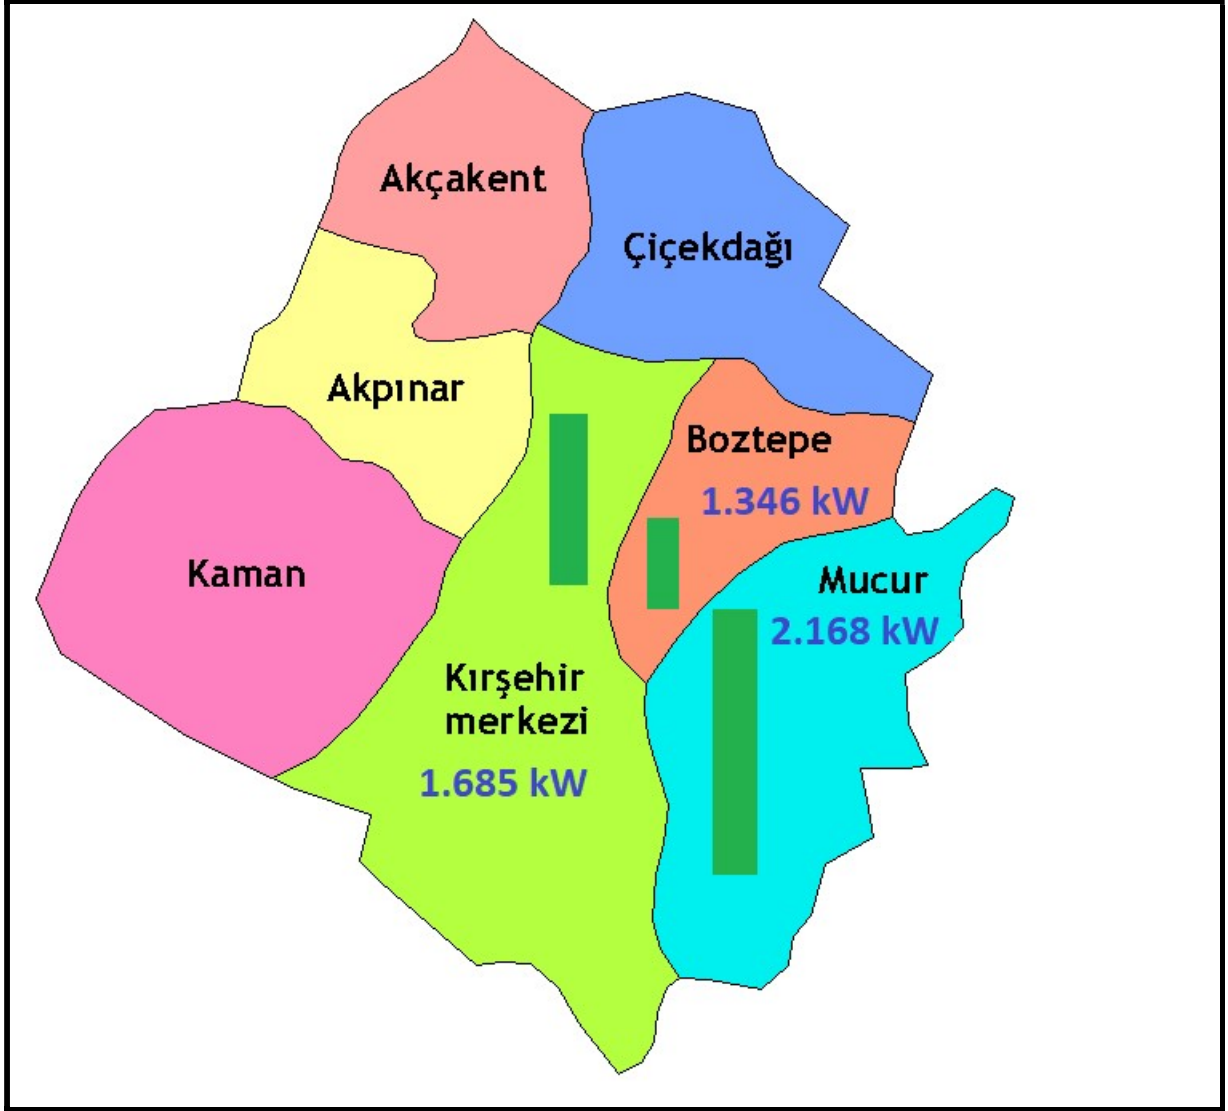 Akçakent
Çiçekdağı
Akpınar
Boztepe
1.346 kW
Kaman
Mucur
2.168 kW
Kırşehir
merkezi
1.685 kW